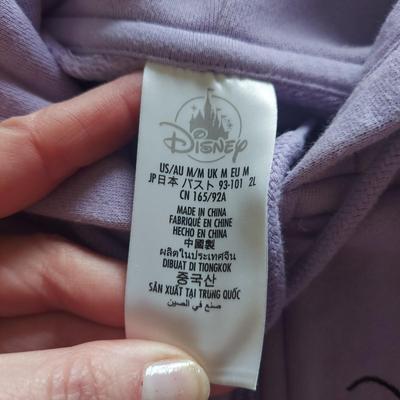 Disney
US/AU M/M UK M EU M
JP日本 バスト 93-101 2L
CN 165/92A
MADE IN CHINA
FABRIQUÉ EN CHINE
HECHO EN CHINA
中國製
ผลิตในประเทศจีน
DIBUAT DI TIONGKOK
중국산
SẢN XUẤT TẠI TRUNG QUỐC
صنع في الصين